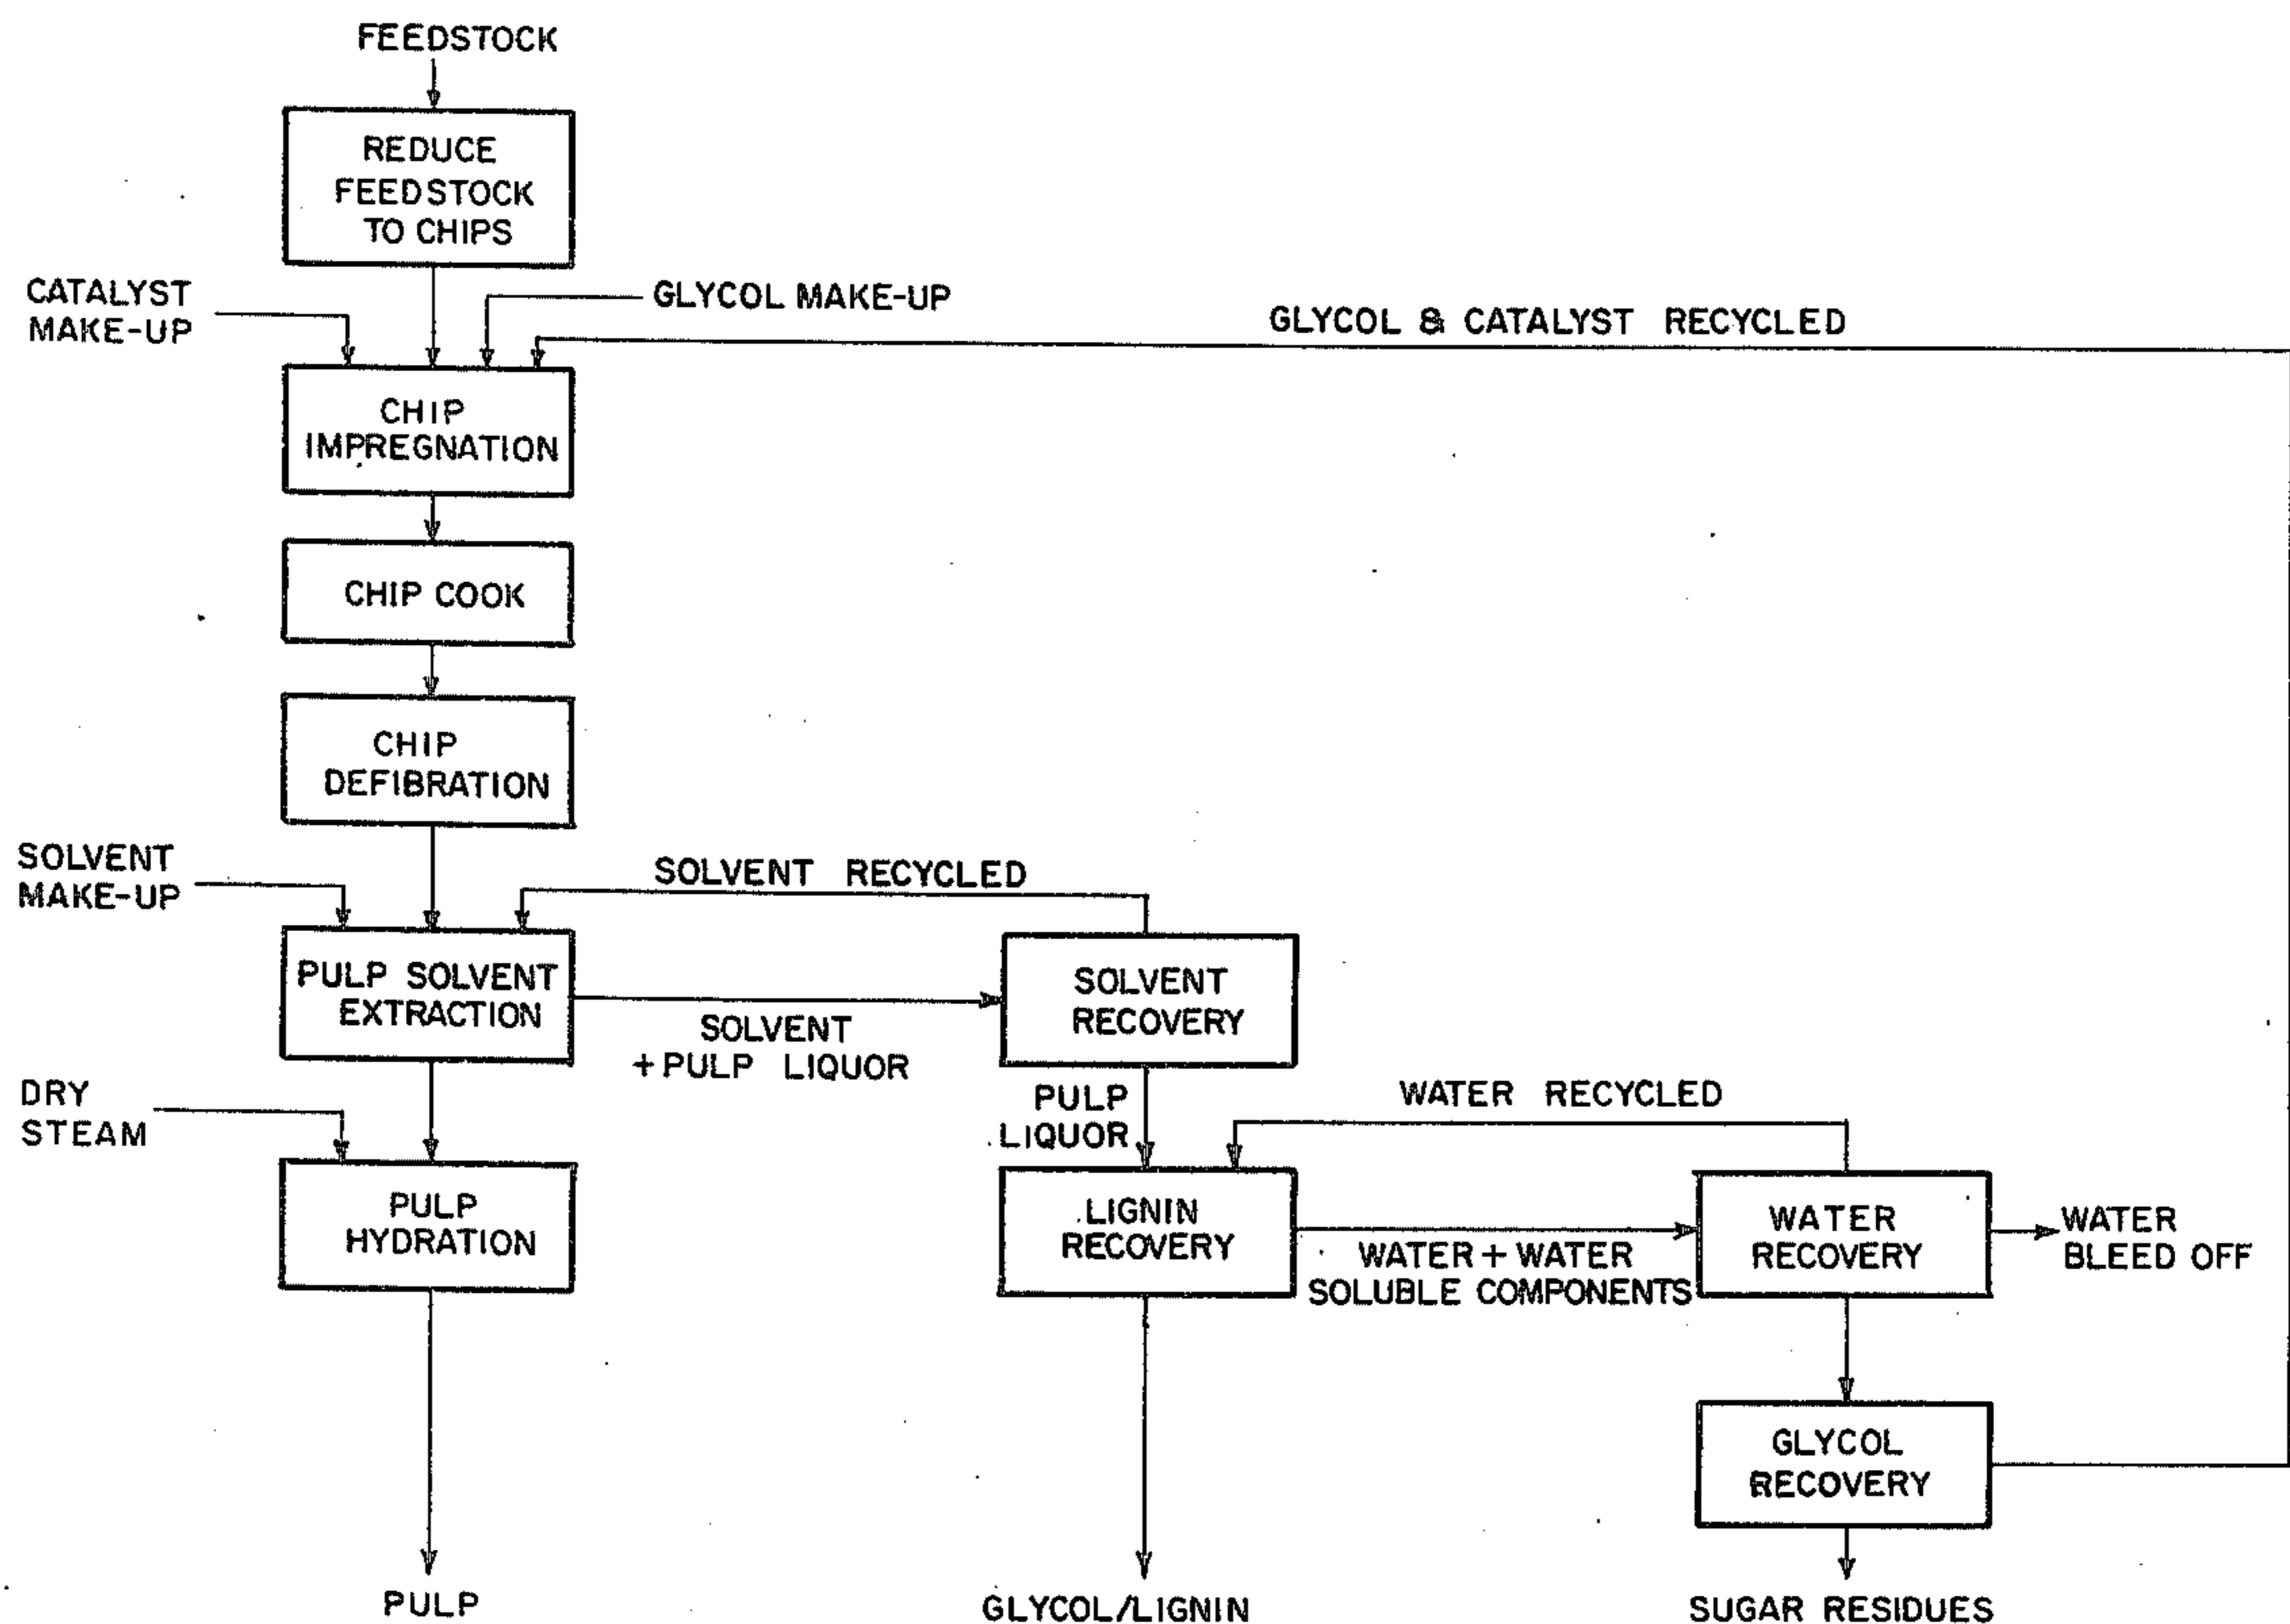 FEEDSTOCK
REDUCE
FEEDSTOCK
TO CHIPS
CATALYST
MAKE-UP
GLYCOL MAKE-UP
GLYCOL & CATALYST RECYCLED
CHIP
IMPREGNATION
CHIP COOK
CHIP
DEFIBRATION
SOLVENT
MAKE-UP
SOLVENT RECYCLED
PULP SOLVENT
EXTRACTION
SOLVENT
+ PULP LIQUOR
SOLVENT
RECOVERY
DRY
STEAM
PULP
LIQUOR
WATER RECYCLED
PULP
HYDRATION
LIGNIN
RECOVERY
WATER + WATER
SOLUBLE COMPONENTS
WATER
RECOVERY
WATER
BLEED OFF
GLYCOL
RECOVERY
PULP
GLYCOL/LIGNIN
SUGAR RESIDUES